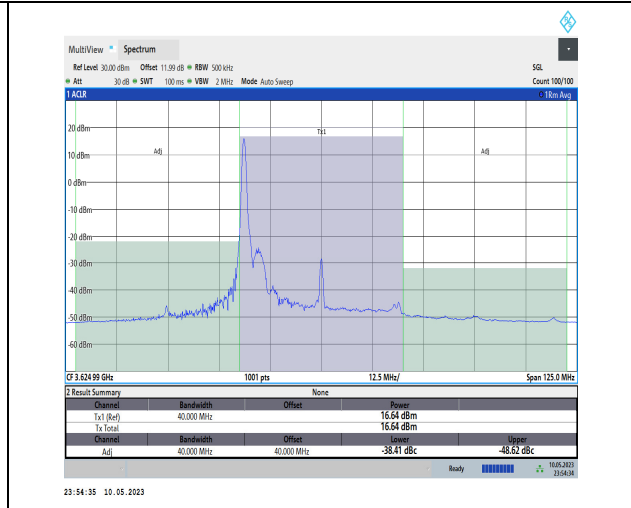 MultiView Spectrum
Ref Level 30.00 dBm Offset 11.99 dB RBW 500 kHz SGL
Att 30 dB SWT 100 ms VBW 2 MHz Mode Auto Sweep Count 100/100
1 ACLR 1Rm Avg
20 dBm
Tx1
10 dBm Adj Adj
0 dBm
-10 dBm
-20 dBm
-30 dBm
-40 dBm
-50 dBm
-60 dBm
CF 3.624 99 GHz 1001 pts 12.5 MHz/ Span 125.0 MHz
2 Result Summary None
Channel Bandwidth Offset Power
Tx1 (Ref) 40.000 MHz 16.64 dBm
Tx Total 16.64 dBm
Channel Bandwidth Offset Lower Upper
Adj 40.000 MHz 40.000 MHz -38.41 dBc -48.62 dBc
Ready 10.05.2023
23:54:34
23:54:35 10.05.2023